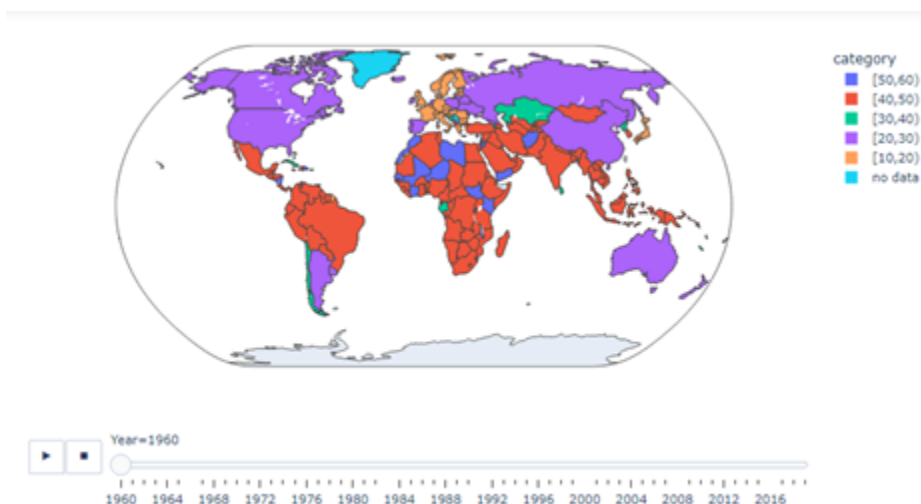 category
[50,60)
[40,50)
[30,40)
[20,30)
[10,20)
no data
Year=1960
1960 1964 1968 1972 1976 1980 1984 1988 1992 1996 2000 2004 2008 2012 2016